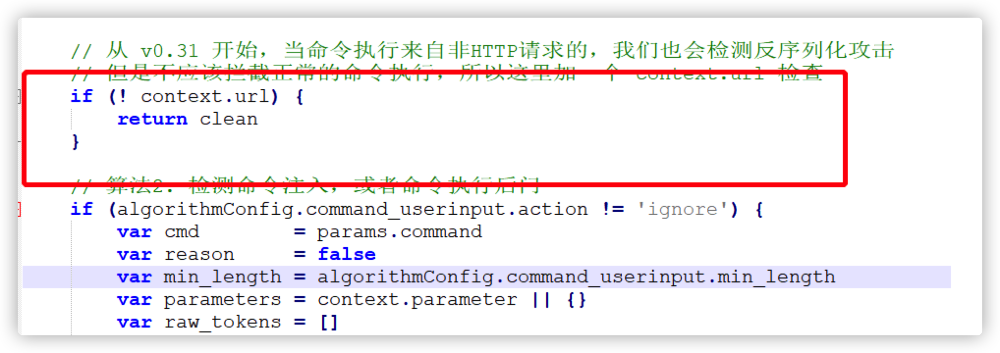 // 从 v0.31 开始，当命令执行来自非HTTP请求的，我们也会检测反序列化攻击
// 但是不应该拦截正常的命令执行，所以这里加一个 context.url 检查
if (! context.url) {
return clean
}
// 算法2: 检测命令注入，或者命令执行后门
if (algorithmConfig.command_userinput.action != 'ignore') {
var cmd = params.command
var reason = false
var min_length = algorithmConfig.command_userinput.min_length
var parameters = context.parameter || {}
var raw_tokens = []